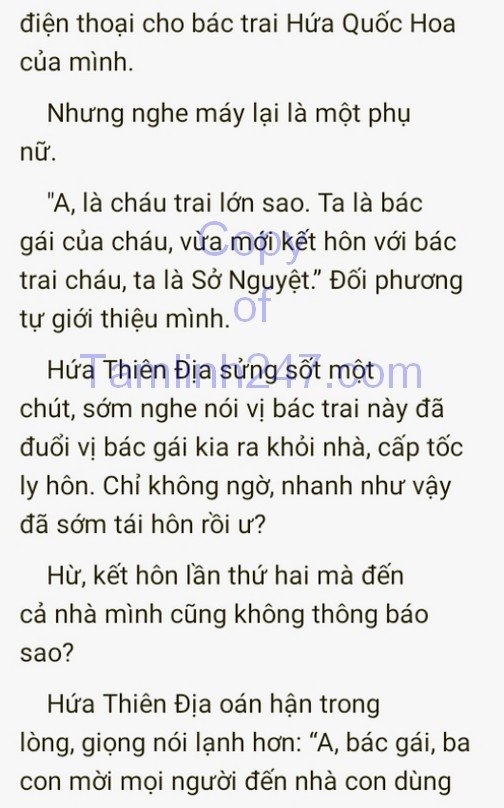 điện thoại cho bác trai Hứa Quốc Hoa
của mình.
Nhưng nghe máy lại là một phụ
nữ.
"A, là cháu trai lớn sao. Ta là bác
gái của cháu, vừa mới kết hôn với bác
trai cháu, ta là Sở Nguyệt.” Đối phương
tự giới thiệu mình.
Hứa Thiên Địa sửng sốt một
chút, sớm nghe nói vị bác trai này đã
đuổi vị bác gái kia ra khỏi nhà, cấp tốc
ly hôn. Chỉ không ngờ, nhanh như vậy
đã sớm tái hôn rồi ư?
Hừ, kết hôn lần thứ hai mà đến
cả nhà mình cũng không thông báo
sao?
Hứa Thiên Địa oán hận trong
lòng, giọng nói lạnh hơn: “A, bác gái, ba
con mời mọi người đến nhà con dùng
Copy
of
Tamlinh247.com